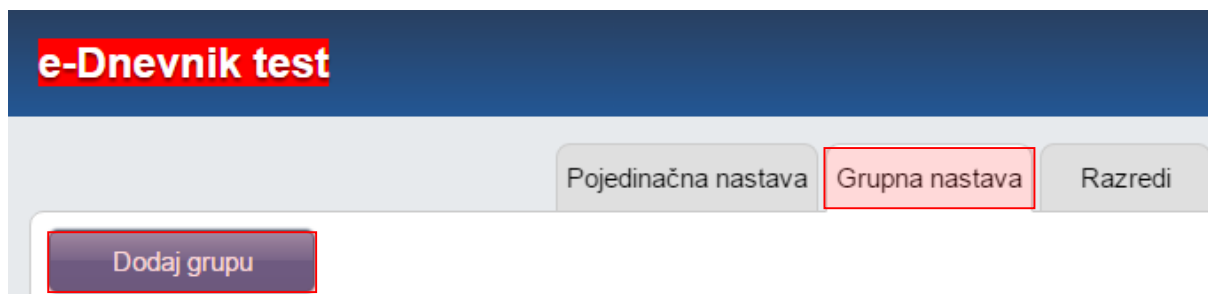 e-Dnevnik test
Pojedinačna nastava Grupna nastava Razredi
Dodaj grupu